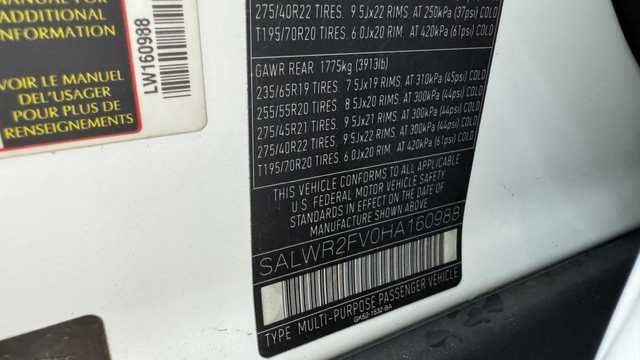 MANUAL FOR
ADDITIONAL
INFORMATION
VOIR LE MANUEL
DEL'USAGER
POUR PLUS DE
RENSEIGNEMENTS
LW160988
275/40R22 TIRES. 9 5Jx22 RIMS. AT 250kPa (37psi) COLD
T195/70R20 TIRES. 6 0Jx20 RIM. AT 420kPa (61psi) COLD
GAWR REAR 1775kg (3913lb)
235/65R19 TIRES. 7 5Jx19 RIMS. AT 310kPa (45psi) COLD
255/55R20 TIRES. 8 5Jx20 RIMS. AT 300kPa (44psi) COLD
275/45R21 TIRES. 9 5Jx21 RIMS. AT 300kPa (44psi) COLD
275/40R22 TIRES. 9 5Jx22 RIMS. AT 300kPa (44psi) COLD
T195/70R20 TIRES. 6 0Jx20 RIM. AT 420kPa (61psi) COLD
THIS VEHICLE CONFORMS TO ALL APPLICABLE
U.S. FEDERAL MOTOR VEHICLE SAFETY
STANDARDS IN EFFECT ON THE DATE OF
MANUFACTURE SHOWN ABOVE
SALWR2FV0HA160988
TYPE MULTI-PURPOSE PASSENGER VEHICLE
GK62-1532-BA